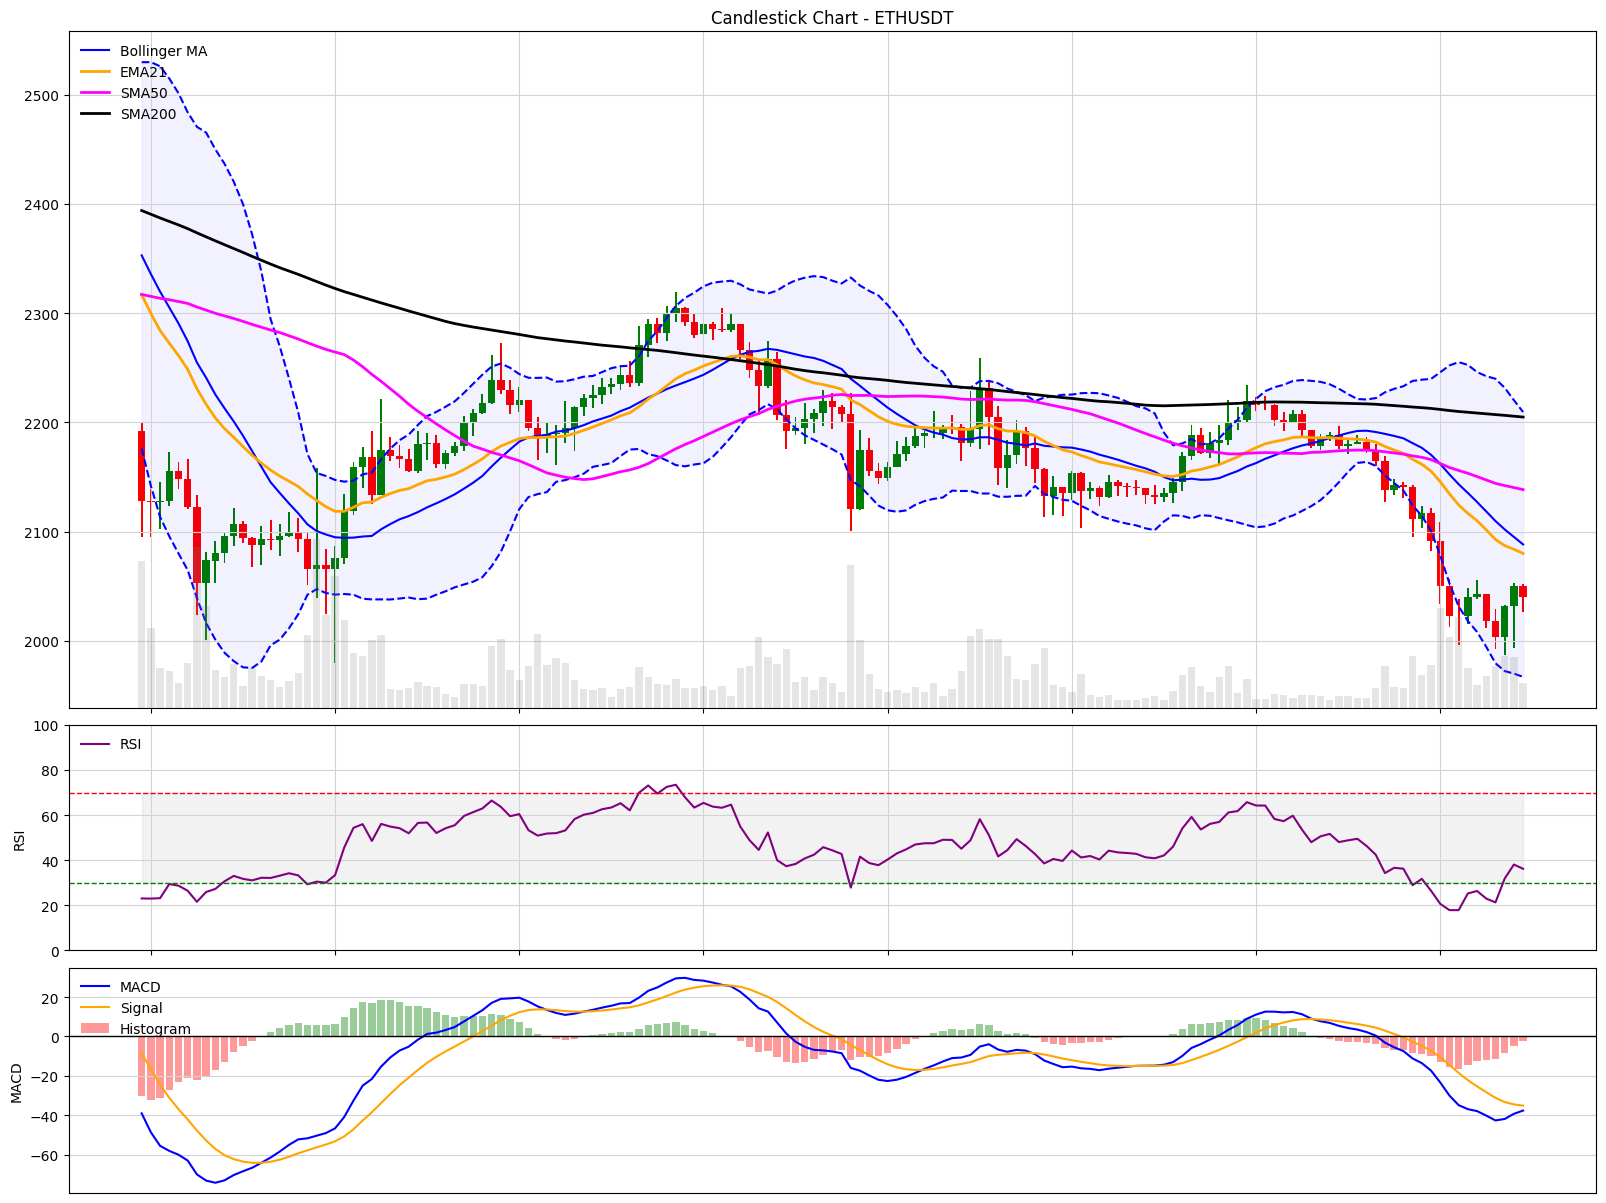 Candlestick Chart - ETHUSDT
Bollinger MA
EMA21
SMA50
SMA200
2500
2400
2300
2200
2100
2000
RSI
100
80
60
40
20
0
RSI
MACD
Signal
Histogram
20
0
−20
−40
−60
MACD